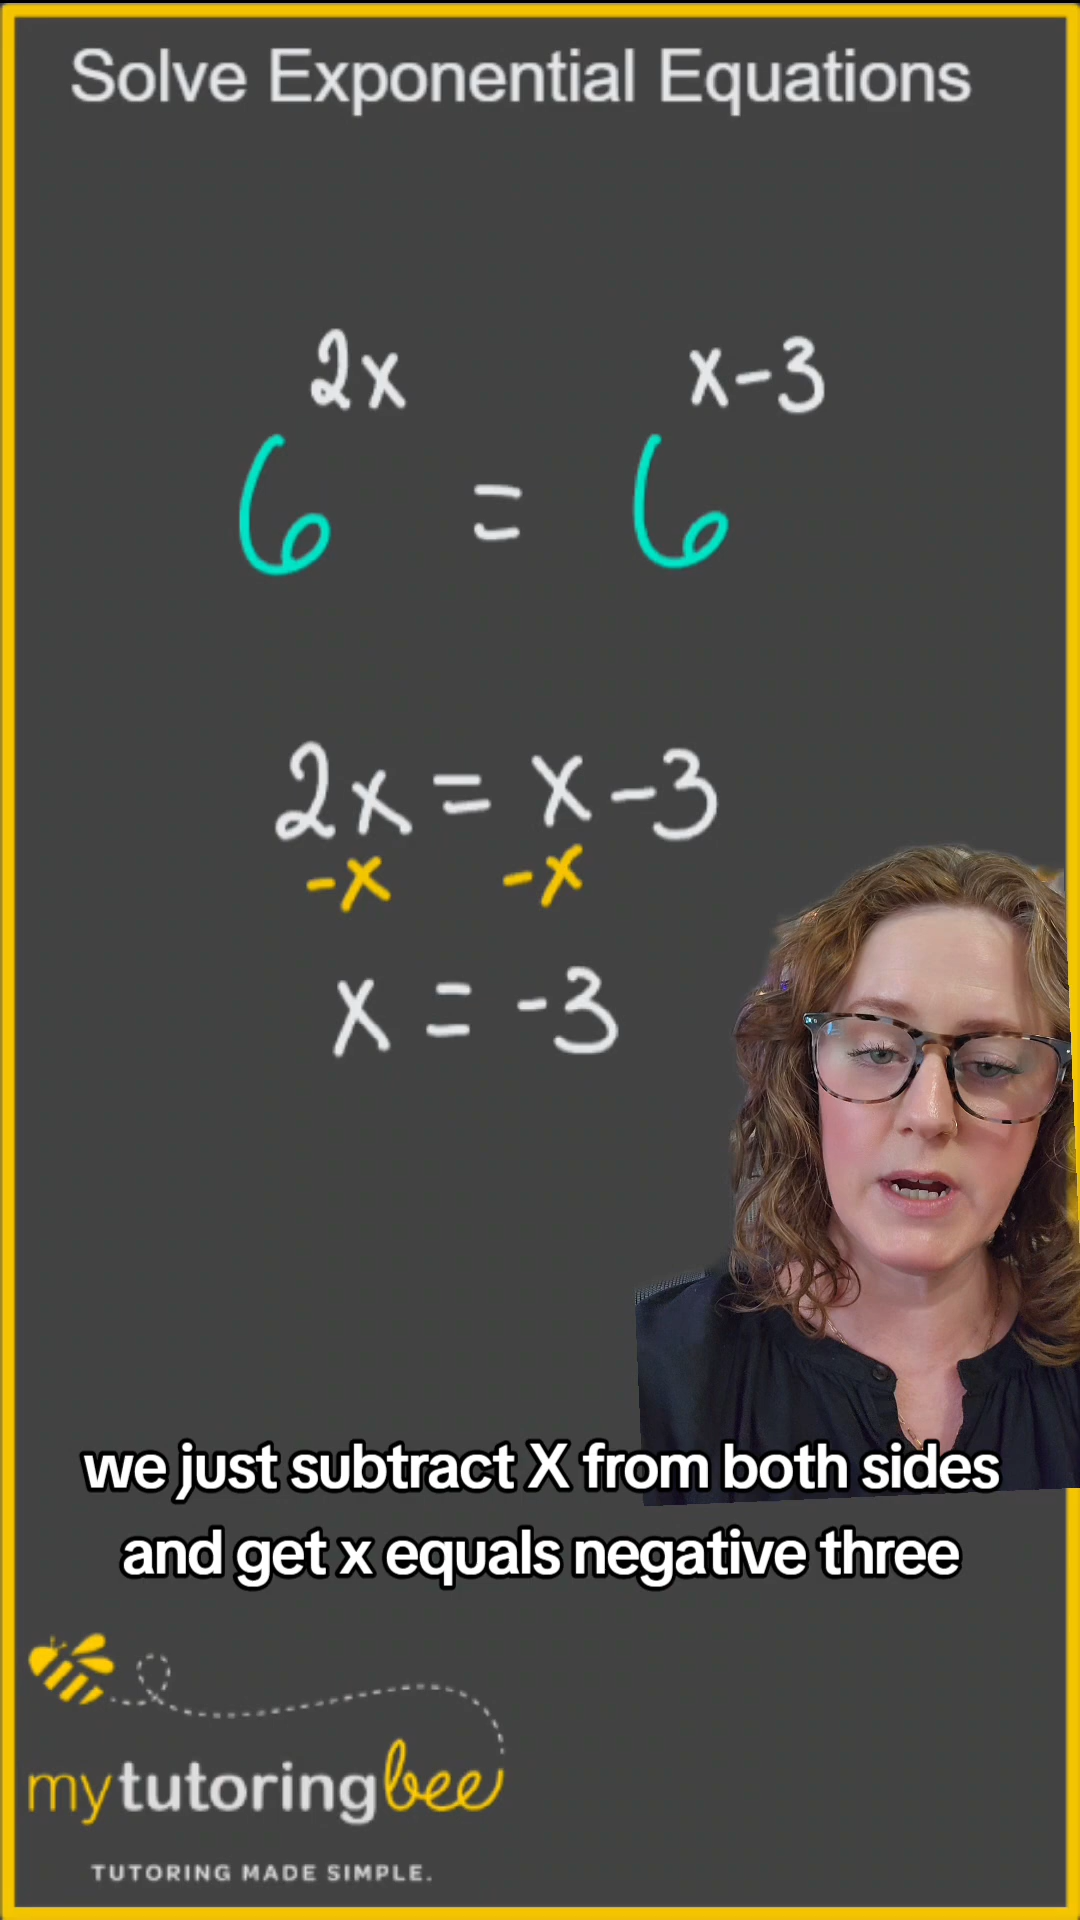 Solve Exponential Equations
2x x-3
6 = 6
2x = x-3
-x -x
x = -3
we just subtract X from both sides
and get x equals negative three
mytutoringbee
TUTORING MADE SIMPLE.